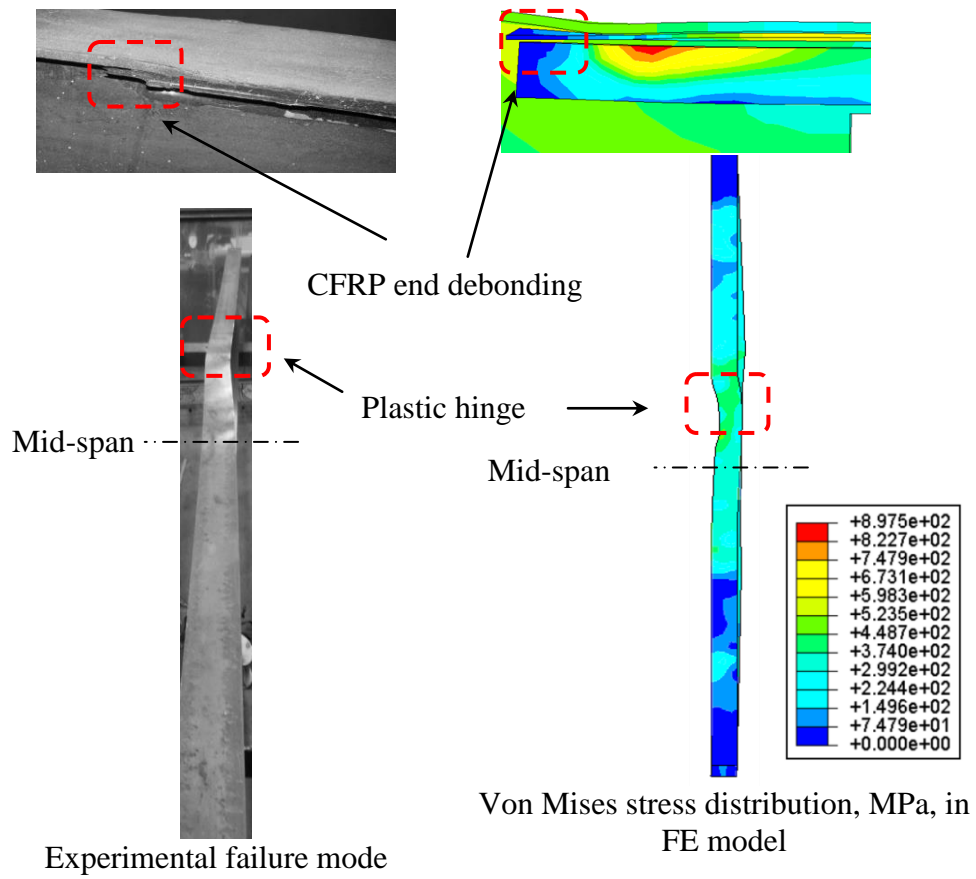 CFRP end debonding
Plastic hinge
Mid-span
Mid-span
+8.975e+02
+8.227e+02
+7.479e+02
+6.731e+02
+5.983e+02
+5.235e+02
+4.487e+02
+3.740e+02
+2.992e+02
+2.244e+02
+1.496e+02
+7.479e+01
+0.000e+00
Von Mises stress distribution, MPa, in
FE model
Experimental failure mode